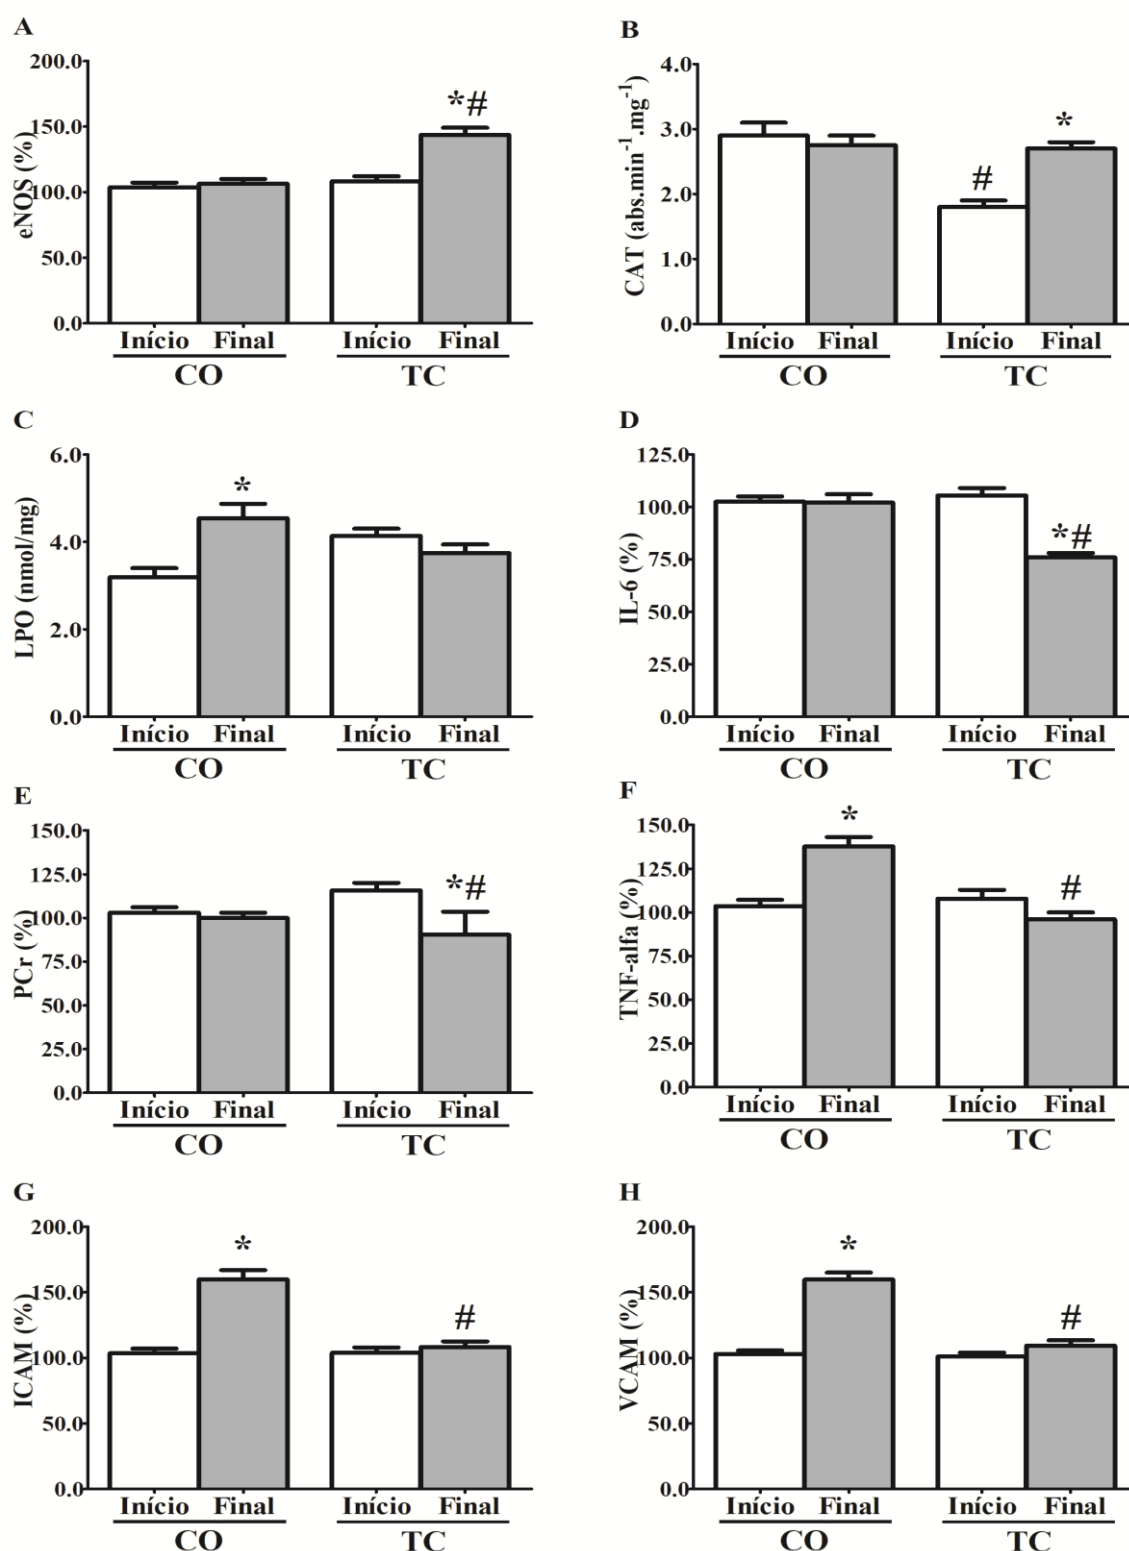 A
eNOS (%)
200.0
150.0
100.0
50.0
0.0
*#
Início Final Início Final
CO TC
B
CAT (abs.min⁻¹.mg⁻¹)
4.0
3.0
2.0
1.0
0.0
#
*
Início Final Início Final
CO TC
C
LPO (nmol/mg)
6.0
4.0
2.0
0.0
*
Início Final Início Final
CO TC
D
IL-6 (%)
125.0
100.0
75.0
50.0
25.0
0.0
*#
Início Final Início Final
CO TC
E
PCr (%)
150.0
125.0
100.0
75.0
50.0
25.0
0.0
*#
Início Final Início Final
CO TC
F
TNF-alfa (%)
150.0
125.0
100.0
75.0
50.0
25.0
0.0
*
#
Início Final Início Final
CO TC
G
ICAM (%)
200.0
150.0
100.0
50.0
0.0
*
#
Início Final Início Final
CO TC
H
VCAM (%)
200.0
150.0
100.0
50.0
0.0
*
#
Início Final Início Final
CO TC